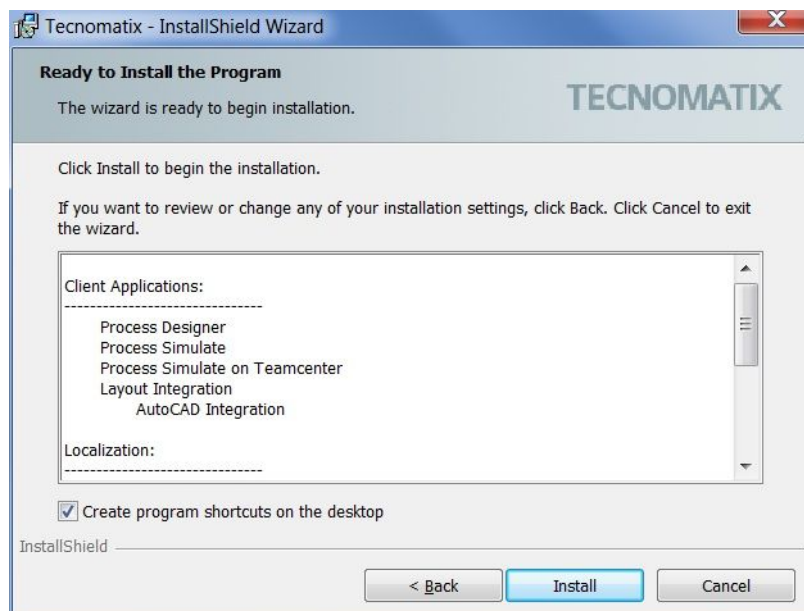 Tecnomatix - InstallShield Wizard
Ready to Install the Program
The wizard is ready to begin installation.
TECNOMATIX
Click Install to begin the installation.
If you want to review or change any of your installation settings, click Back. Click Cancel to exit
the wizard.
Client Applications:
-------------------------------
Process Designer
Process Simulate
Process Simulate on Teamcenter
Layout Integration
AutoCAD Integration
Localization:
-------------------------------
Create program shortcuts on the desktop
InstallShield
< Back
Install
Cancel